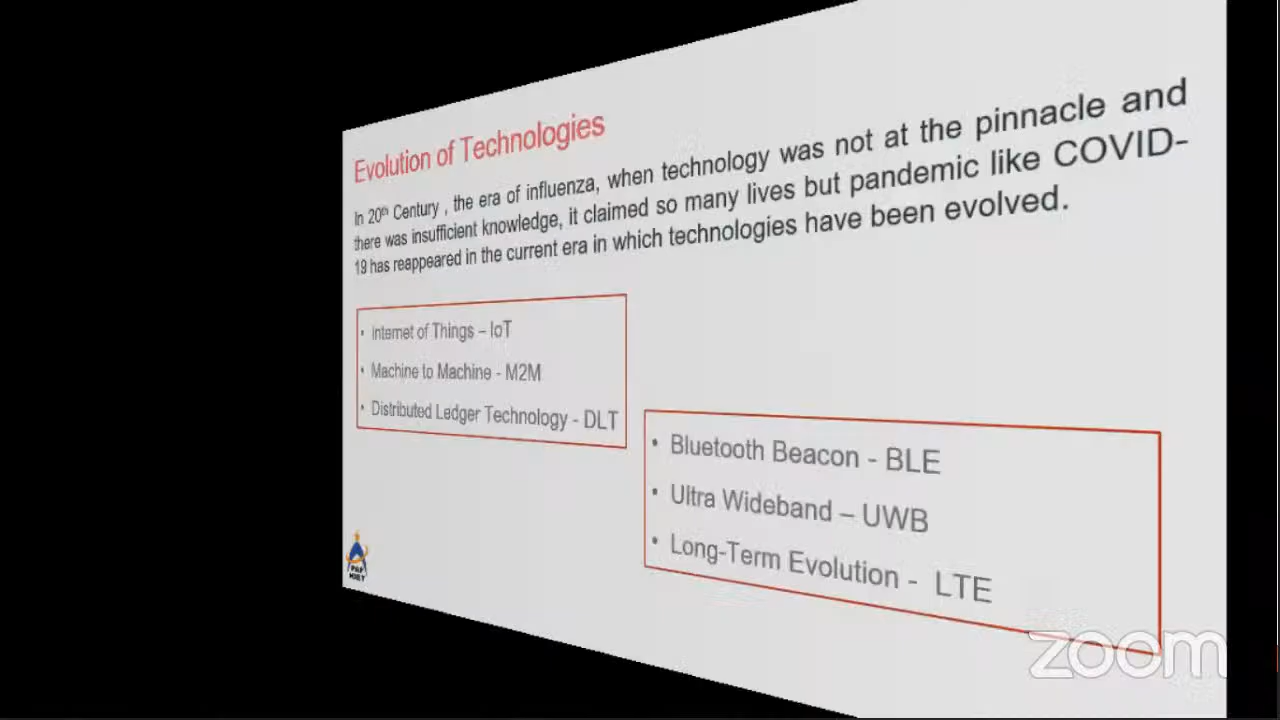 Evolution of Technologies
In 20th Century , the era of influenza, when technology was not at the pinnacle and
there was insufficient knowledge, it claimed so many lives but pandemic like COVID-
19 has reappeared in the current era in which technologies have been evolved.
• Internet of Things – IoT
• Machine to Machine - M2M
• Distributed Ledger Technology - DLT
• Bluetooth Beacon - BLE
• Ultra Wideband – UWB
• Long-Term Evolution - LTE
zoom